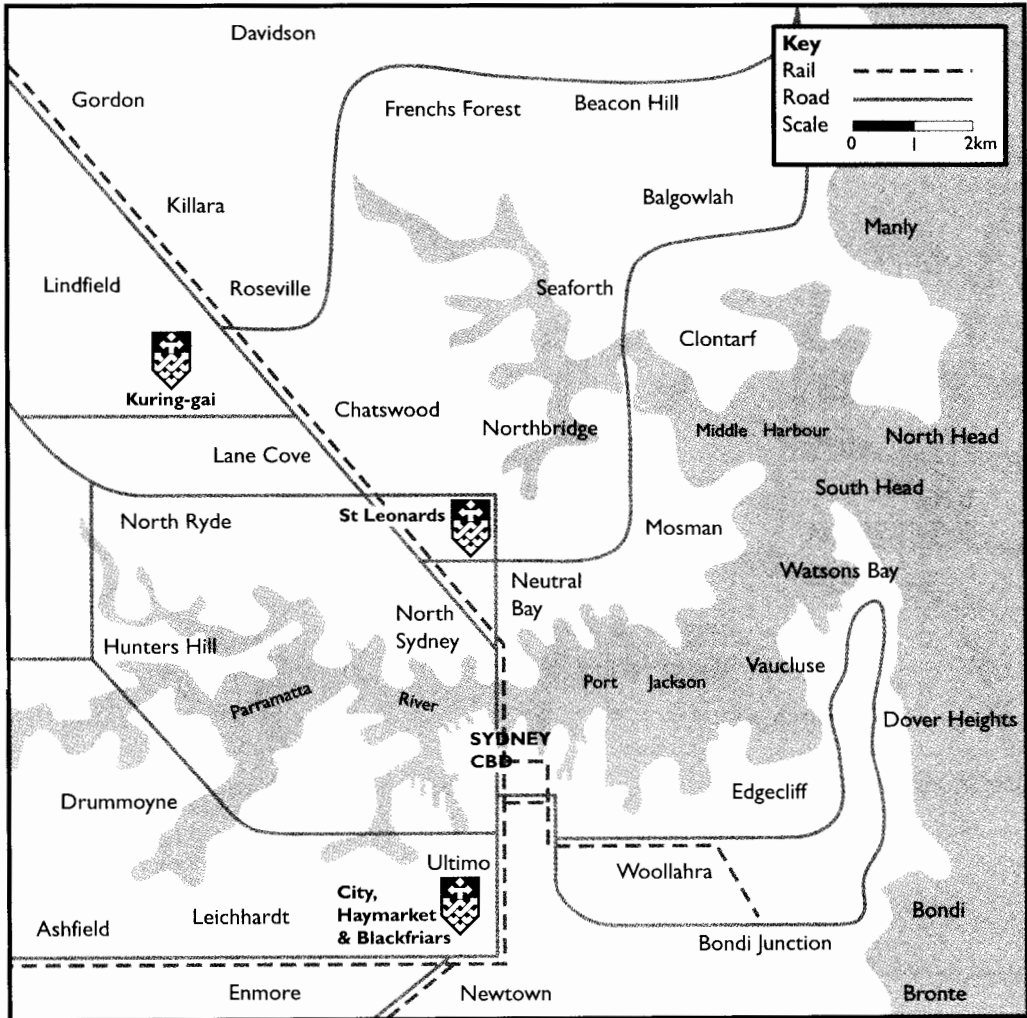 Davidson
Key
Rail
Road
Scale
0 1 2km
Gordon
Frenchs Forest
Beacon Hill
Killara
Balgowlah
Manly
Lindfield
Roseville
Seaforth
Clontarf
Kuring-gai
Chatswood
Northbridge
Middle Harbour
North Head
Lane Cove
South Head
North Ryde
St Leonards
Mosman
Neutral
Bay
Watsons Bay
North
Sydney
Hunters Hill
Vaucluse
Parramatta
River
Port Jackson
Dover Heights
SYDNEY
CBD
Drummoyne
Edgecliff
Ultimo
Woollahra
City,
Haymarket
& Blackfriars
Leichhardt
Ashfield
Bondi
Bondi Junction
Enmore
Newtown
Bronte